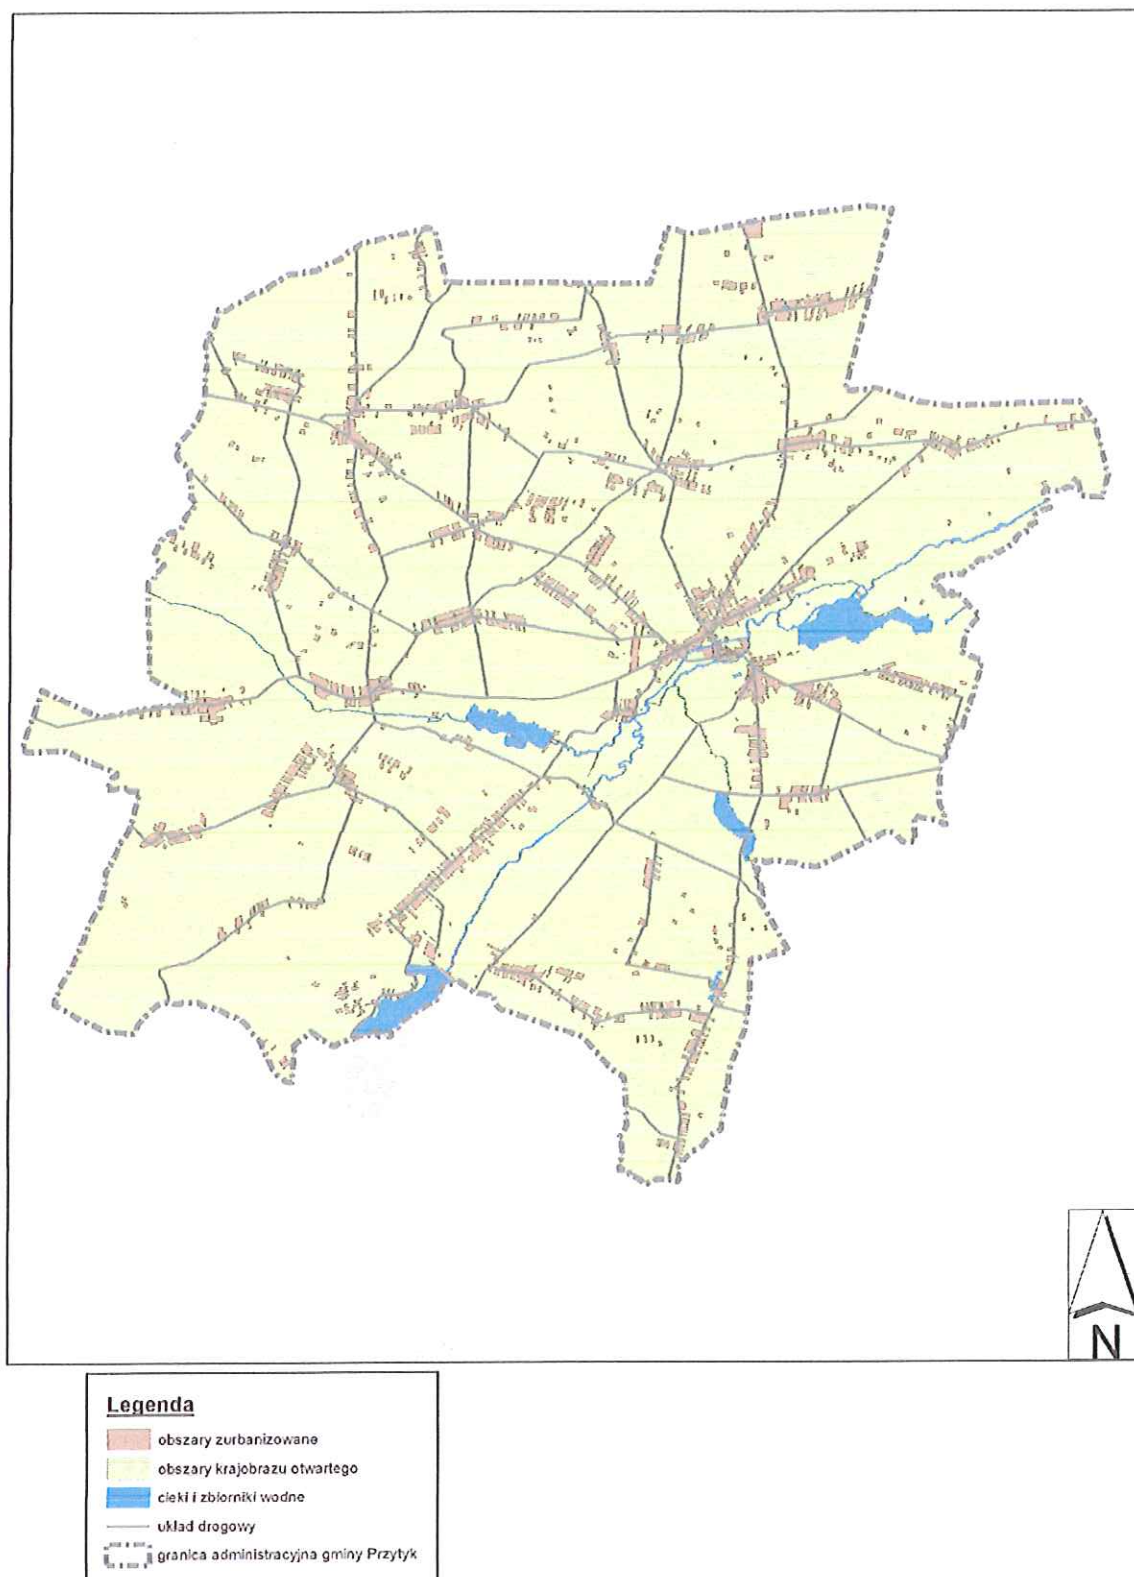 N
Legenda
obszary zurbanizowane
obszary krajobrazu otwartego
cieki i zbiorniki wodne
układ drogowy
granica administracyjna gminy Przytyk